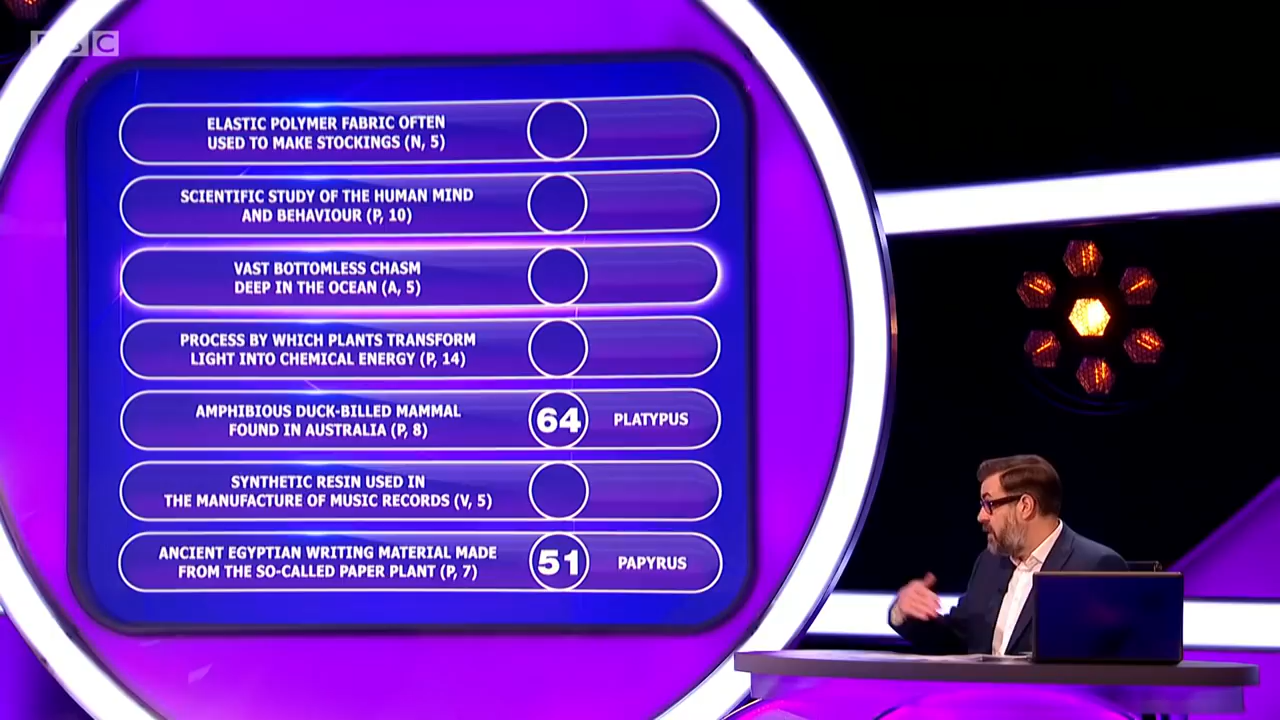 BBC
ELASTIC POLYMER FABRIC OFTEN
USED TO MAKE STOCKINGS (N, 5)
SCIENTIFIC STUDY OF THE HUMAN MIND
AND BEHAVIOUR (P, 10)
VAST BOTTOMLESS CHASM
DEEP IN THE OCEAN (A, 5)
PROCESS BY WHICH PLANTS TRANSFORM
LIGHT INTO CHEMICAL ENERGY (P, 14)
AMPHIBIOUS DUCK-BILLED MAMMAL
FOUND IN AUSTRALIA (P, 8)
64 PLATYPUS
SYNTHETIC RESIN USED IN
THE MANUFACTURE OF MUSIC RECORDS (V, 5)
ANCIENT EGYPTIAN WRITING MATERIAL MADE
FROM THE SO-CALLED PAPER PLANT (P, 7)
51 PAPYRUS